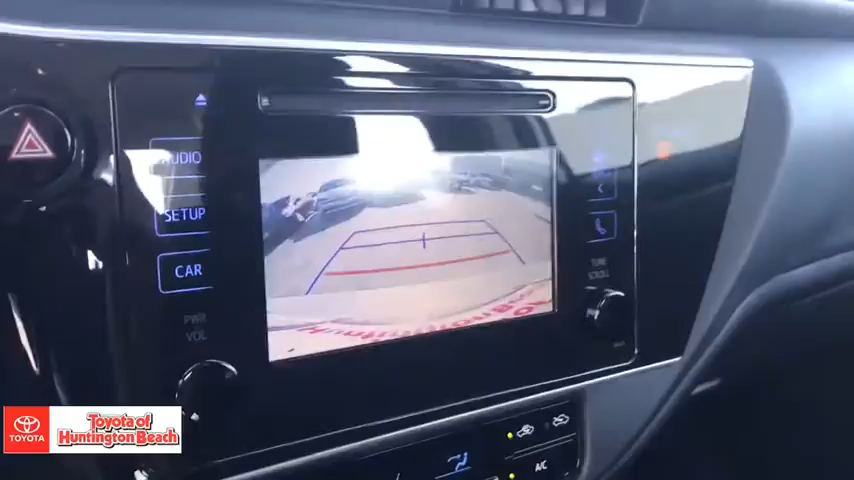 AUDIO
SETUP
CAR
PWR
VOL
TUNE
SCROLL
A/C
TOYOTA
Toyota of
Huntington Beach